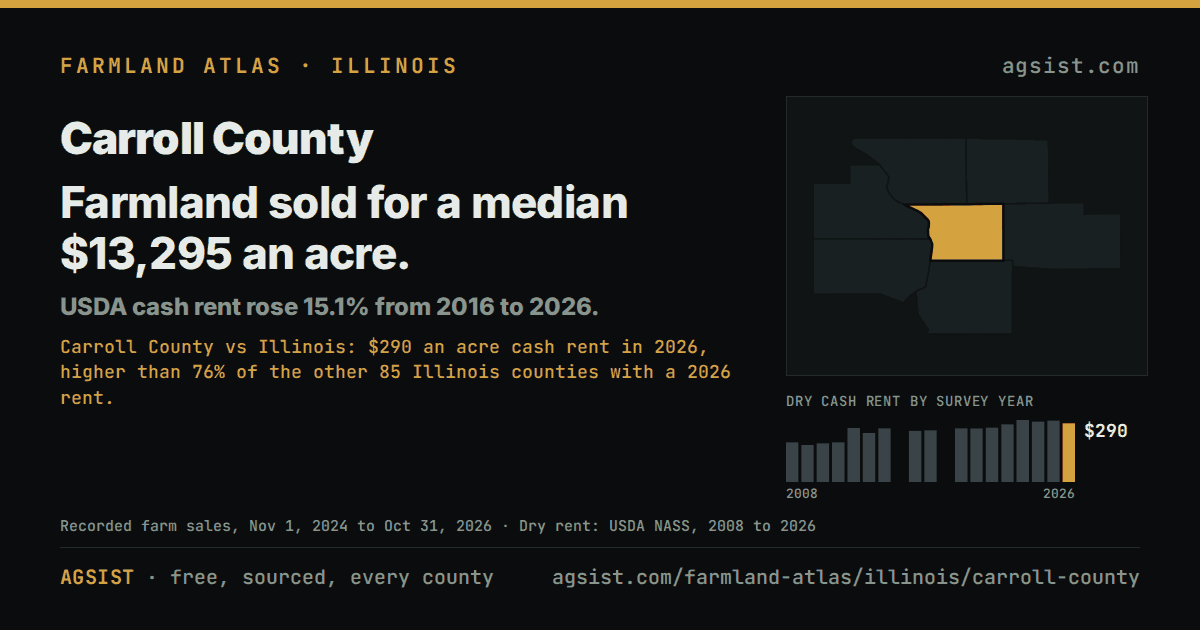 FARMLAND ATLAS · ILLINOIS
agsist.com
Carroll County
Farmland sold for a median
$13,295 an acre.
USDA cash rent rose 15.1% from 2016 to 2026.
Carroll County vs Illinois: $290 an acre cash rent in 2026,
higher than 76% of the other 85 Illinois counties with a 2026
rent.
DRY CASH RENT BY SURVEY YEAR
$290
2008
2026
Recorded farm sales, Nov 1, 2024 to Oct 31, 2026 · Dry rent: USDA NASS, 2008 to 2026
AGSIST · free, sourced, every county
agsist.com/farmland-atlas/illinois/carroll-county